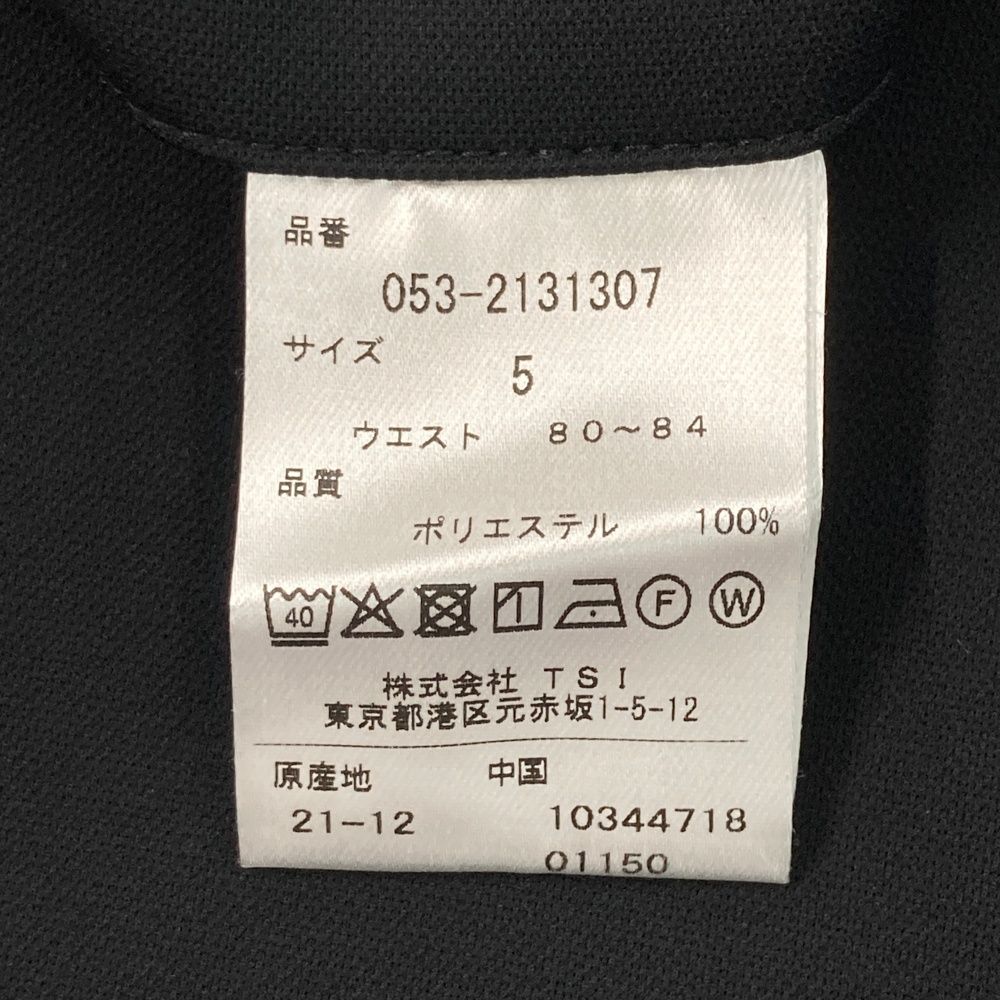 品番
053-2131307
サイズ
5
ウエスト 80～84
品質
ポリエステル 100%
40 F W
株式会社 TSI
東京都港区元赤坂1-5-12
原産地 中国
21-12 10344718
01150